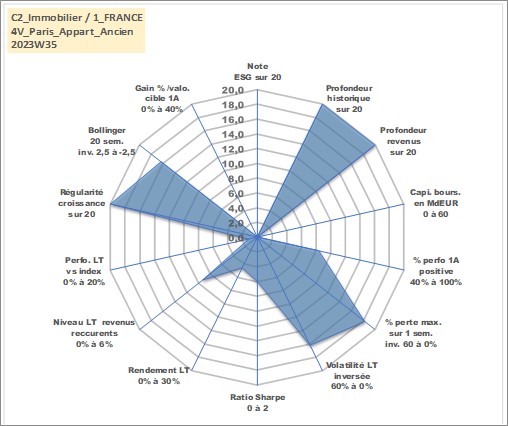 C2_Immobilier / 1_FRANCE
4V_Paris_Appart_Ancien
2023W35
Note
ESG sur 20
Profondeur
historique
sur 20
Profondeur
revenus
sur 20
Capi. bours.
en MdEUR
0 à 60
% perfo 1A
positive
40% à 100%
% perte max.
sur 1 sem.
inv. 60 à 0%
Volatilité LT
inversée
60% à 0%
Ratio Sharpe
0 à 2
Rendement LT
0% à 30%
Niveau LT revenus
reccurents
0% à 6%
Perfo. LT
vs index
0% à 20%
Régularité
croissance
sur 20
Bollinger
20 sem.
inv. 2,5 à -2,5
Gain % /valo.
cible 1A
0% à 40%
20,0
18,0
16,0
14,0
12,0
10,0
8,0
6,0
4,0
2,0
0,0